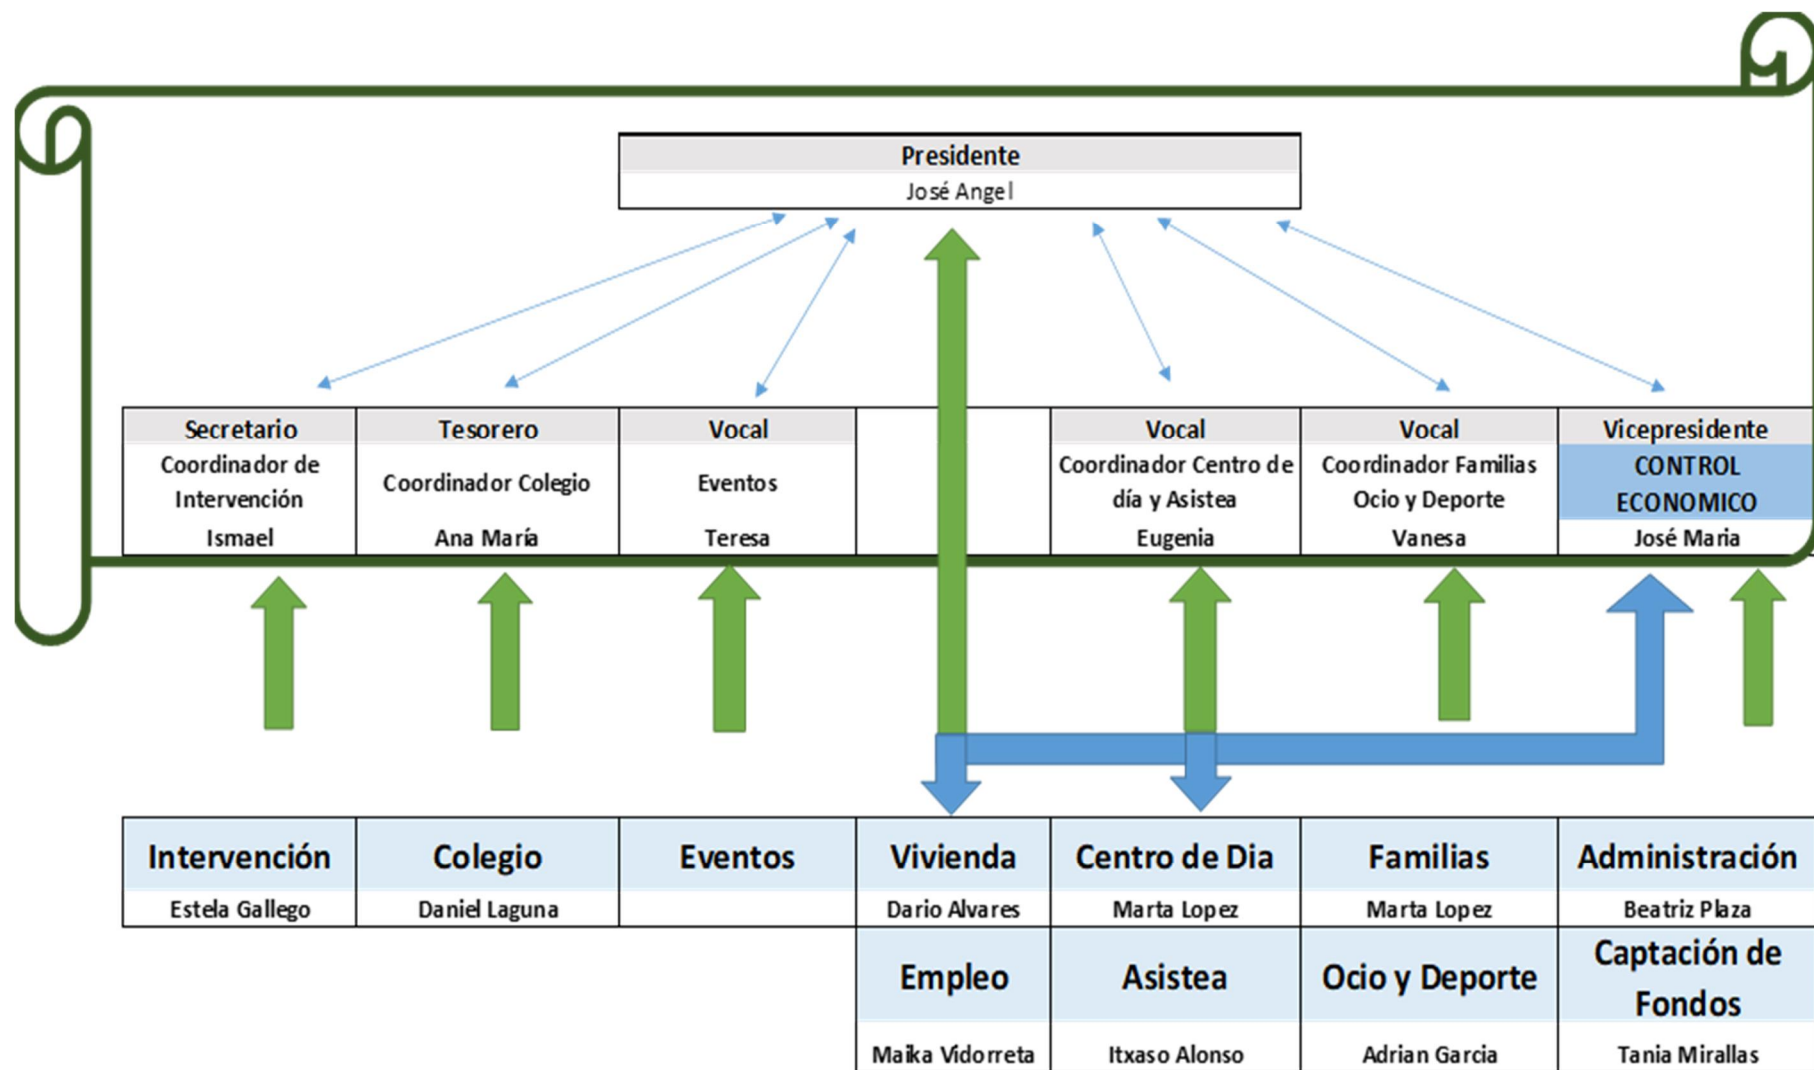 Presidente
José Angel
Secretario
Coordinador de
Intervención
Ismael
Tesorero
Coordinador Colegio
Ana María
Vocal
Eventos
Teresa
Vocal
Coordinador Centro de
día y Asistea
Eugenia
Vocal
Coordinador Familias
Ocio y Deporte
Vanesa
Vicepresidente
CONTROL
ECONOMICO
José Maria
Intervención
Estela Gallego
Colegio
Daniel Laguna
Eventos
Vivienda
Dario Alvares
Centro de Dia
Marta Lopez
Familias
Marta Lopez
Administración
Beatriz Plaza
Empleo
Maika Vidorreta
Asistea
Itxaso Alonso
Ocio y Deporte
Adrian Garcia
Captación de
Fondos
Tania Mirallas